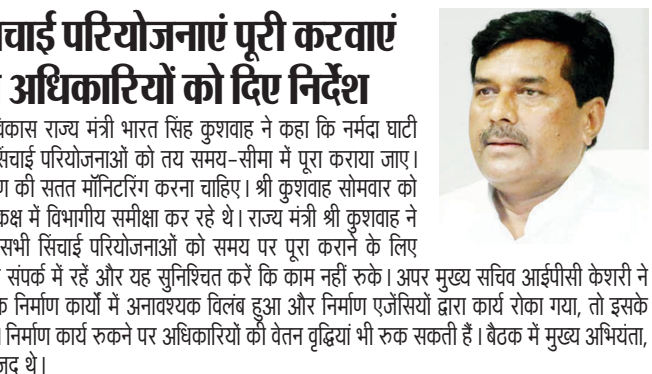 चाई परियोजनाएं पूरी करवाएं
अधिकारियों को दिए निर्देश
विकास राज्य मंत्री भारत सिंह कुशवाह ने कहा कि नर्मदा घाटी
सिंचाई परियोजनाओं को तय समय-सीमा में पूरा कराया जाए।
की सतत मॉनिटरिंग करना चाहिए। श्री कुशवाह सोमवार को
कक्ष में विभागीय समीक्षा कर रहे थे। राज्य मंत्री श्री कुशवाह ने
सभी सिंचाई परियोजनाओं को समय पर पूरा कराने के लिए
संपर्क में रहें और यह सुनिश्चित करें कि काम नहीं रुके। अपर मुख्य सचिव आईपीसी केशरी ने
निर्माण कार्यो में अनावश्यक विलंब हुआ और निर्माण एजेंसियों द्वारा कार्य रोका गया, तो इसके
। निर्माण कार्य रुकने पर अधिकारियों की वेतन वृद्धियां भी रुक सकती हैं। बैठक में मुख्य अभियंता,
जूद थे।